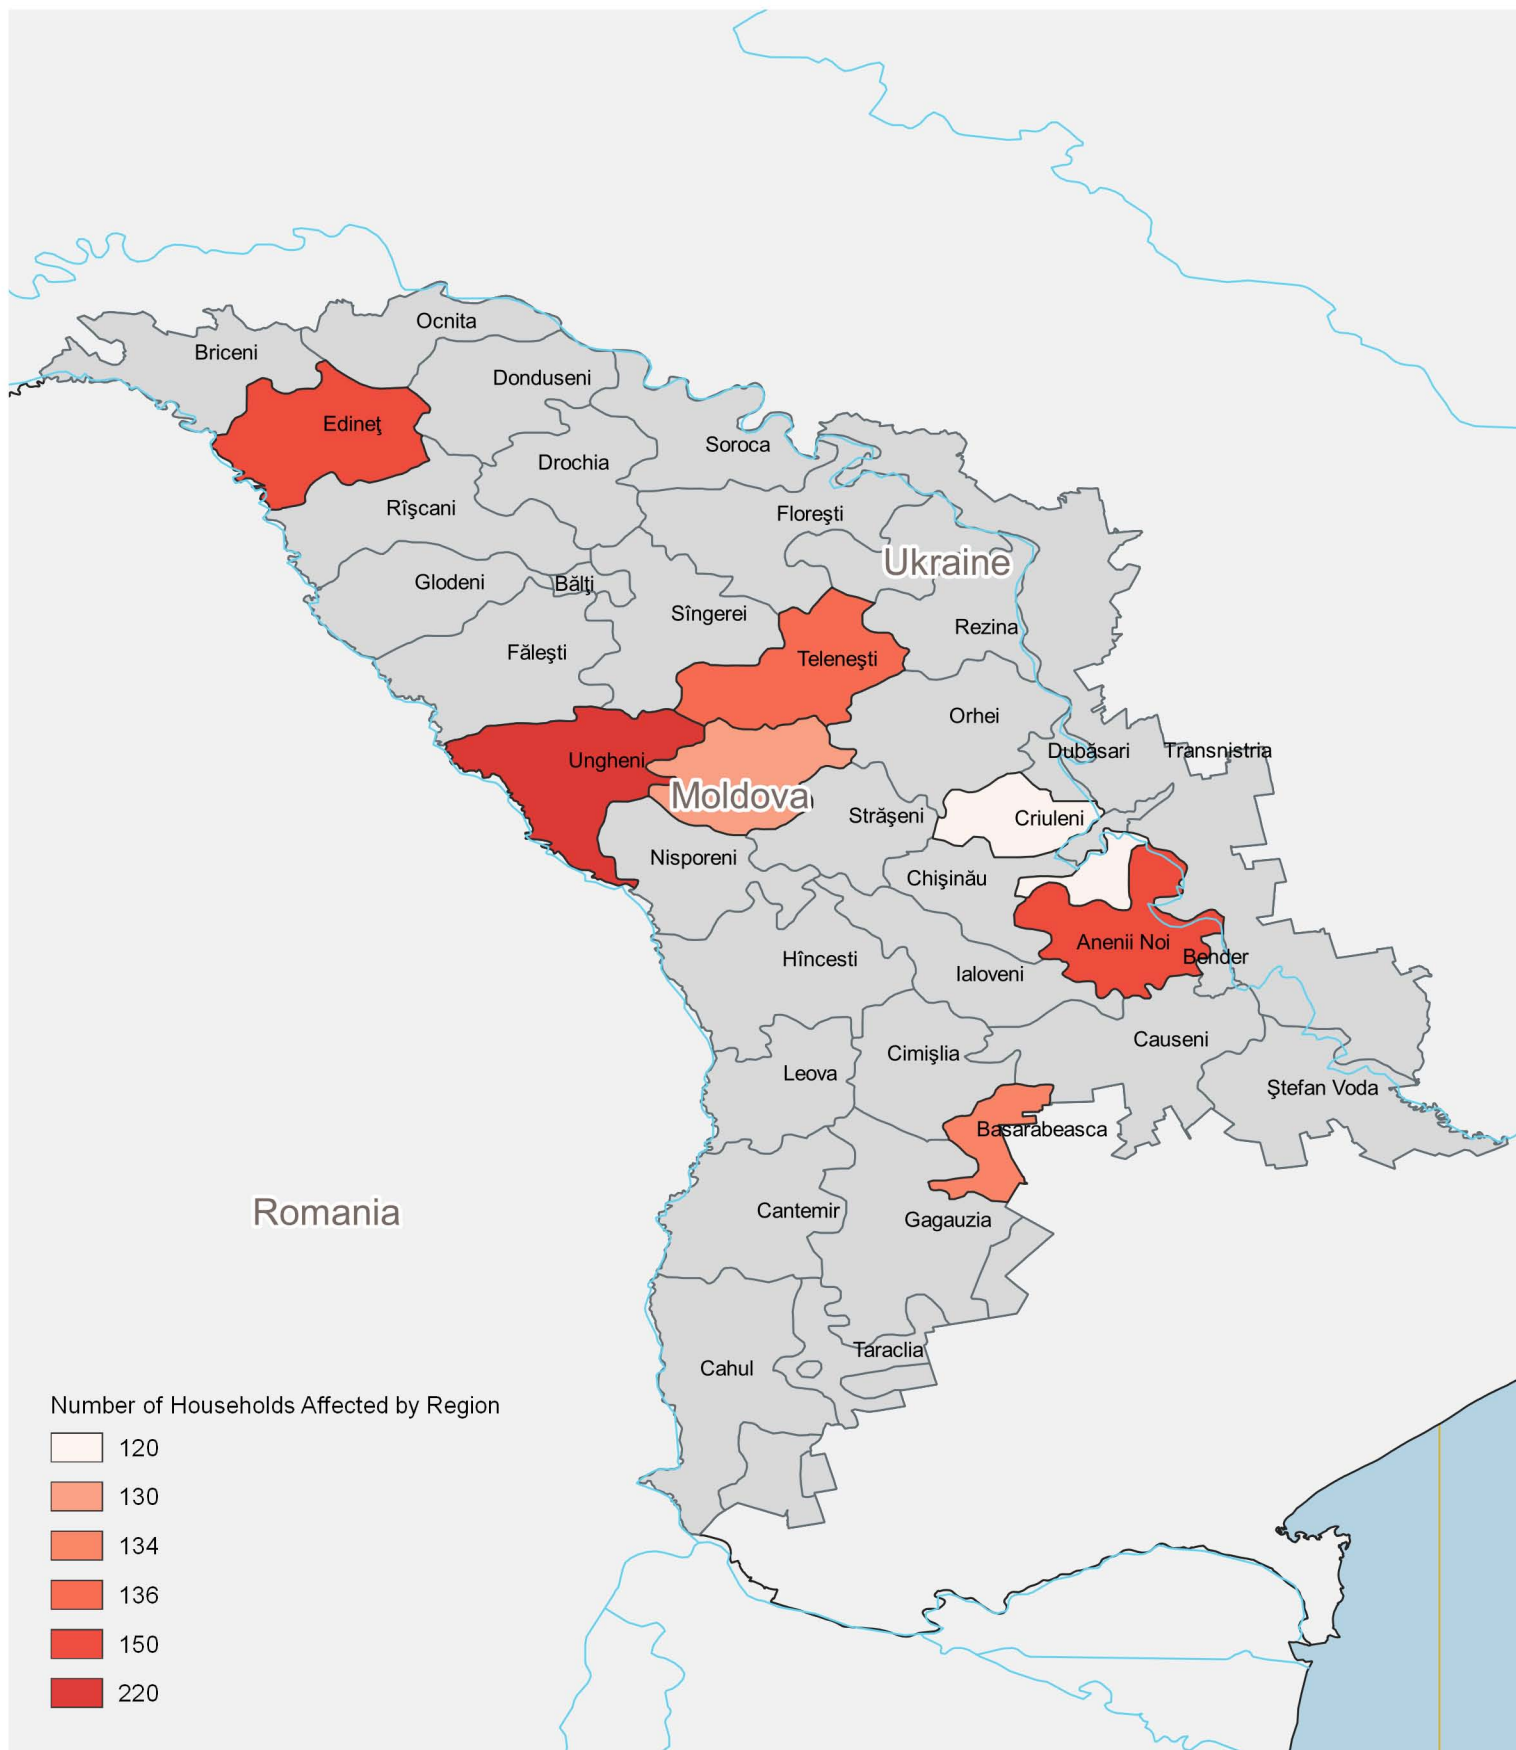 Ocnita
Briceni
Donduseni
Edineţ
Soroca
Drochia
Rîşcani
Floreşti
Ukraine
Glodeni
Bălţi
Sîngerei
Rezina
Făleşti
Teleneşti
Orhei
Dubăsari
Transnistria
Ungheni
Moldova
Străşeni
Criuleni
Nisporeni
Chişinău
Anenii Noi
Bender
Hîncesti
Ialoveni
Causeni
Cimişlia
Leova
Ştefan Voda
Basarabeasca
Romania
Cantemir
Gagauzia
Taraclia
Cahul
Number of Households Affected by Region
120
130
134
136
150
220